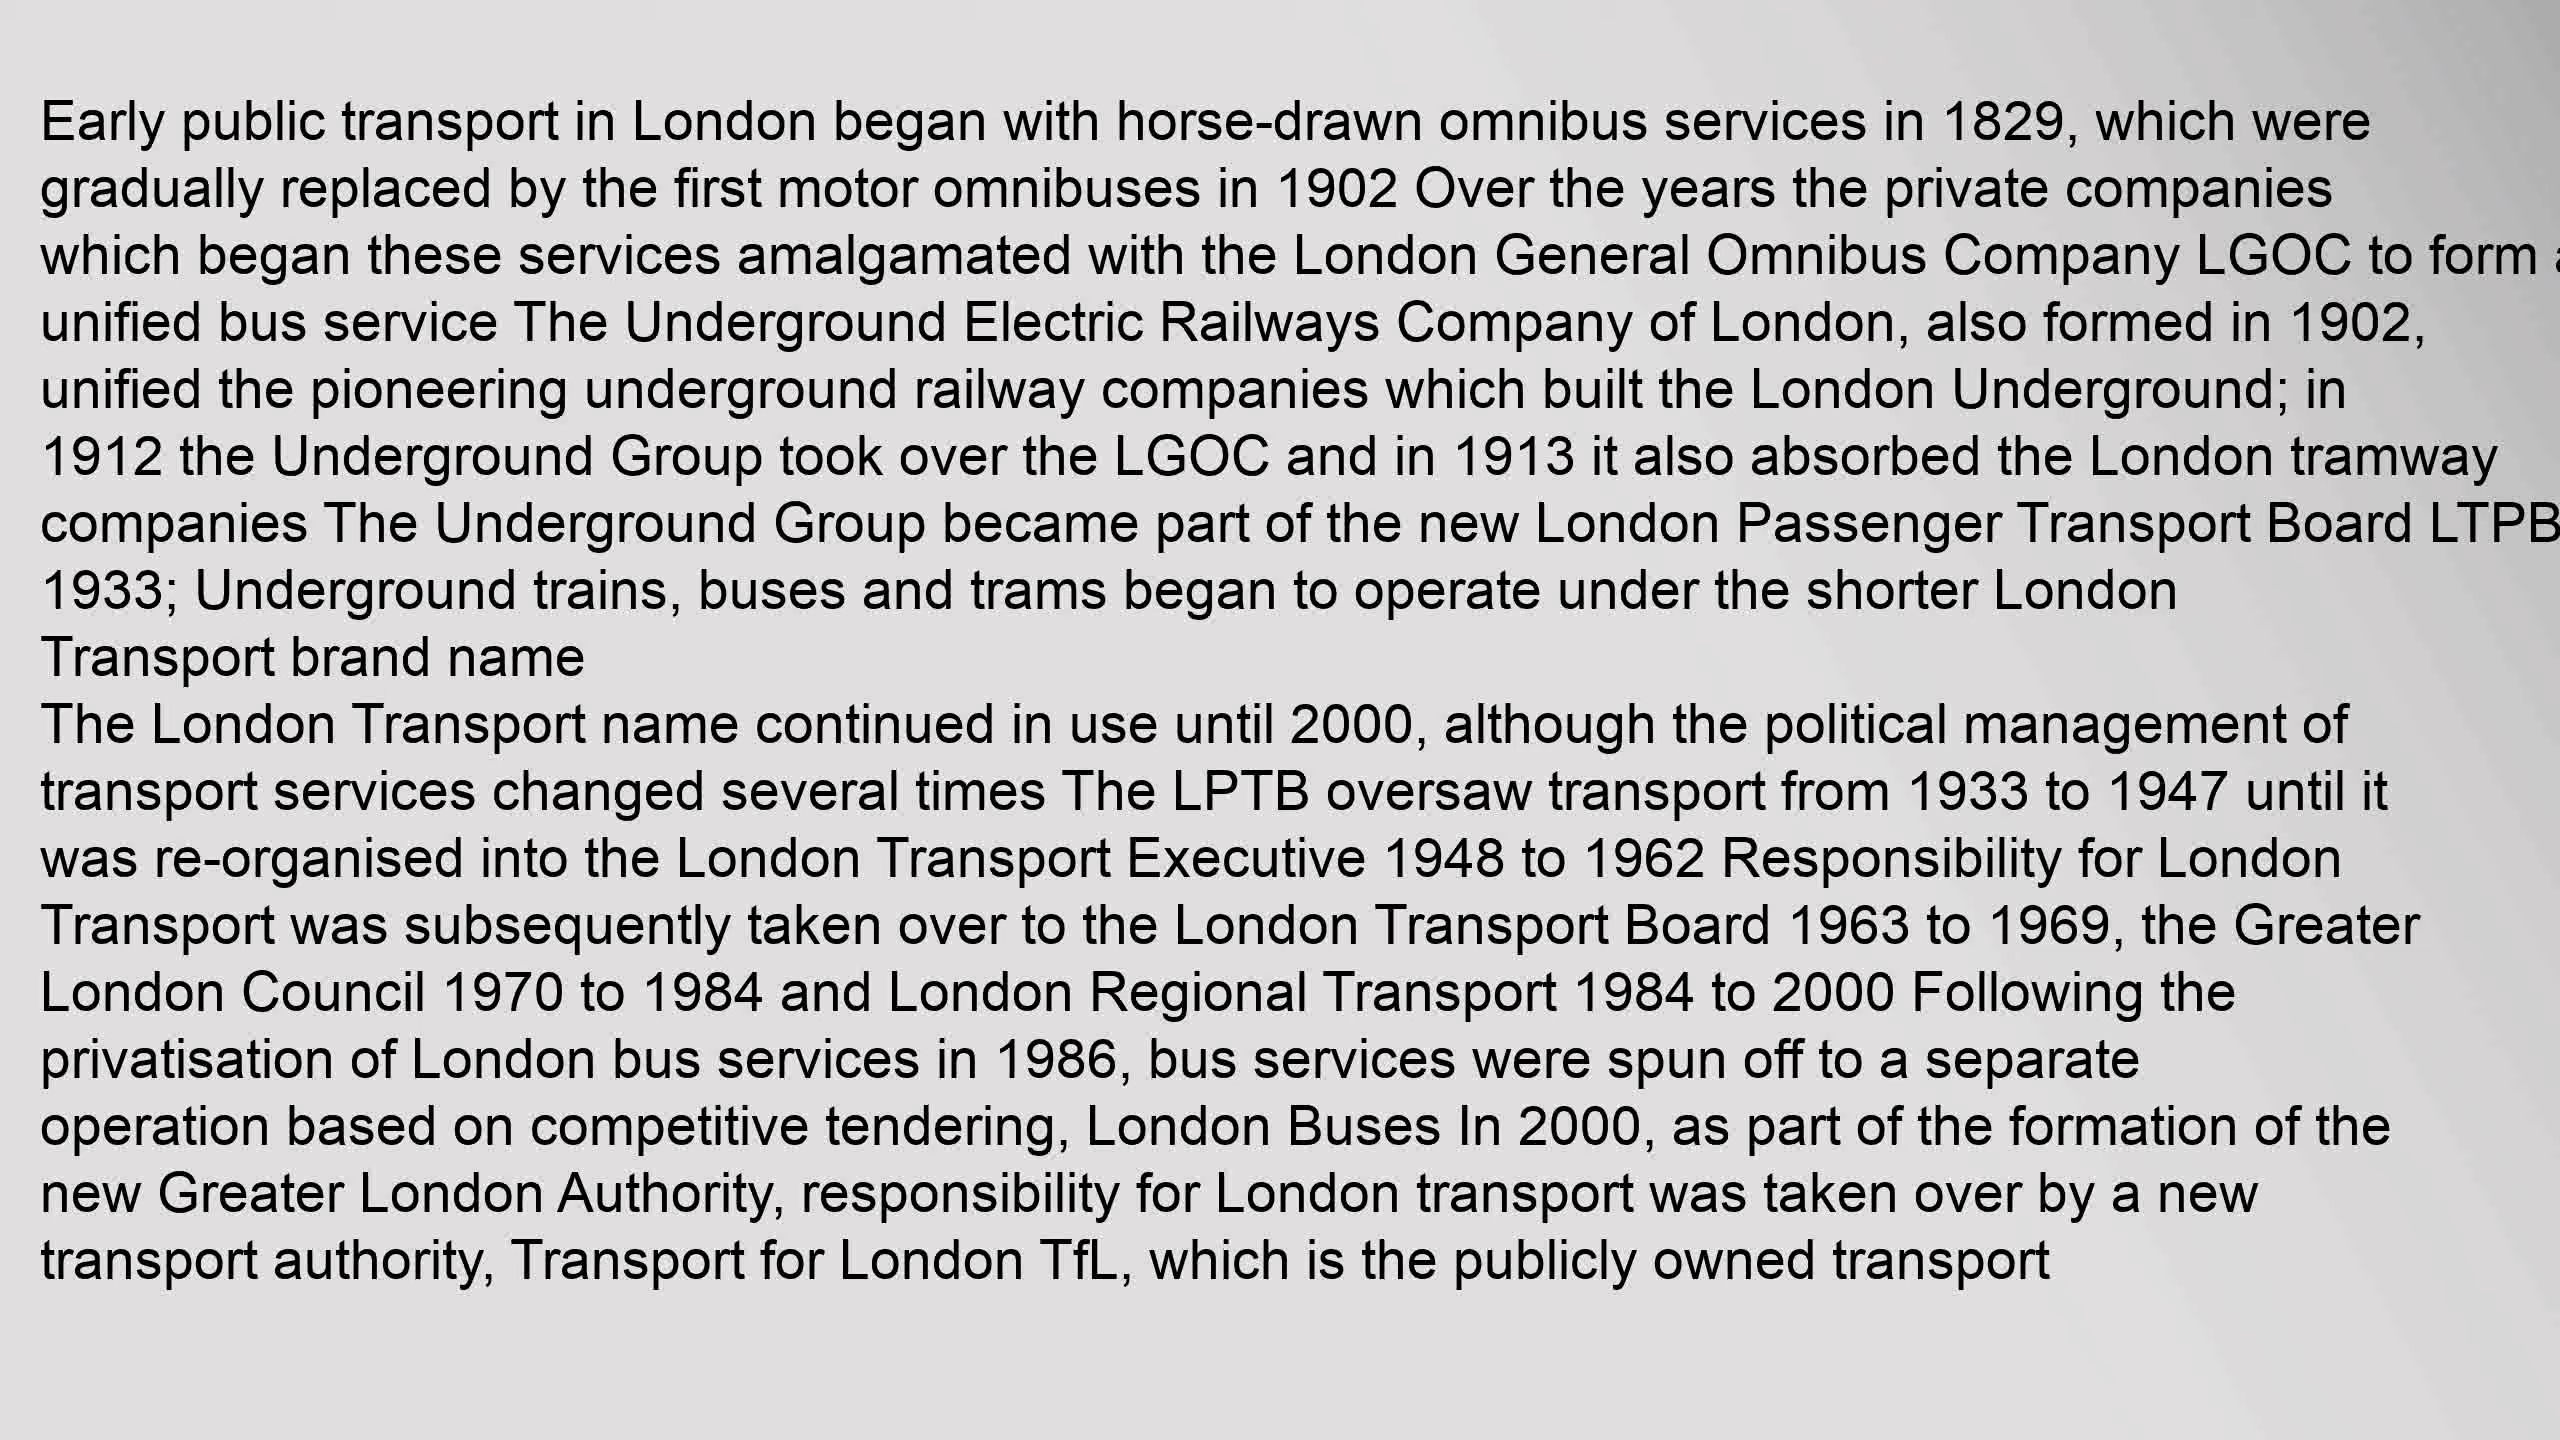 Early public transport in London began with horse-drawn omnibus services in 1829, which were
gradually replaced by the first motor omnibuses in 1902 Over the years the private companies
which began these services amalgamated with the London General Omnibus Company LGOC to form a
unified bus service The Underground Electric Railways Company of London, also formed in 1902,
unified the pioneering underground railway companies which built the London Underground; in
1912 the Underground Group took over the LGOC and in 1913 it also absorbed the London tramway
companies The Underground Group became part of the new London Passenger Transport Board LTPB
1933; Underground trains, buses and trams began to operate under the shorter London
Transport brand name
The London Transport name continued in use until 2000, although the political management of
transport services changed several times The LPTB oversaw transport from 1933 to 1947 until it
was re-organised into the London Transport Executive 1948 to 1962 Responsibility for London
Transport was subsequently taken over to the London Transport Board 1963 to 1969, the Greater
London Council 1970 to 1984 and London Regional Transport 1984 to 2000 Following the
privatisation of London bus services in 1986, bus services were spun off to a separate
operation based on competitive tendering, London Buses In 2000, as part of the formation of the
new Greater London Authority, responsibility for London transport was taken over by a new
transport authority, Transport for London TfL, which is the publicly owned transport